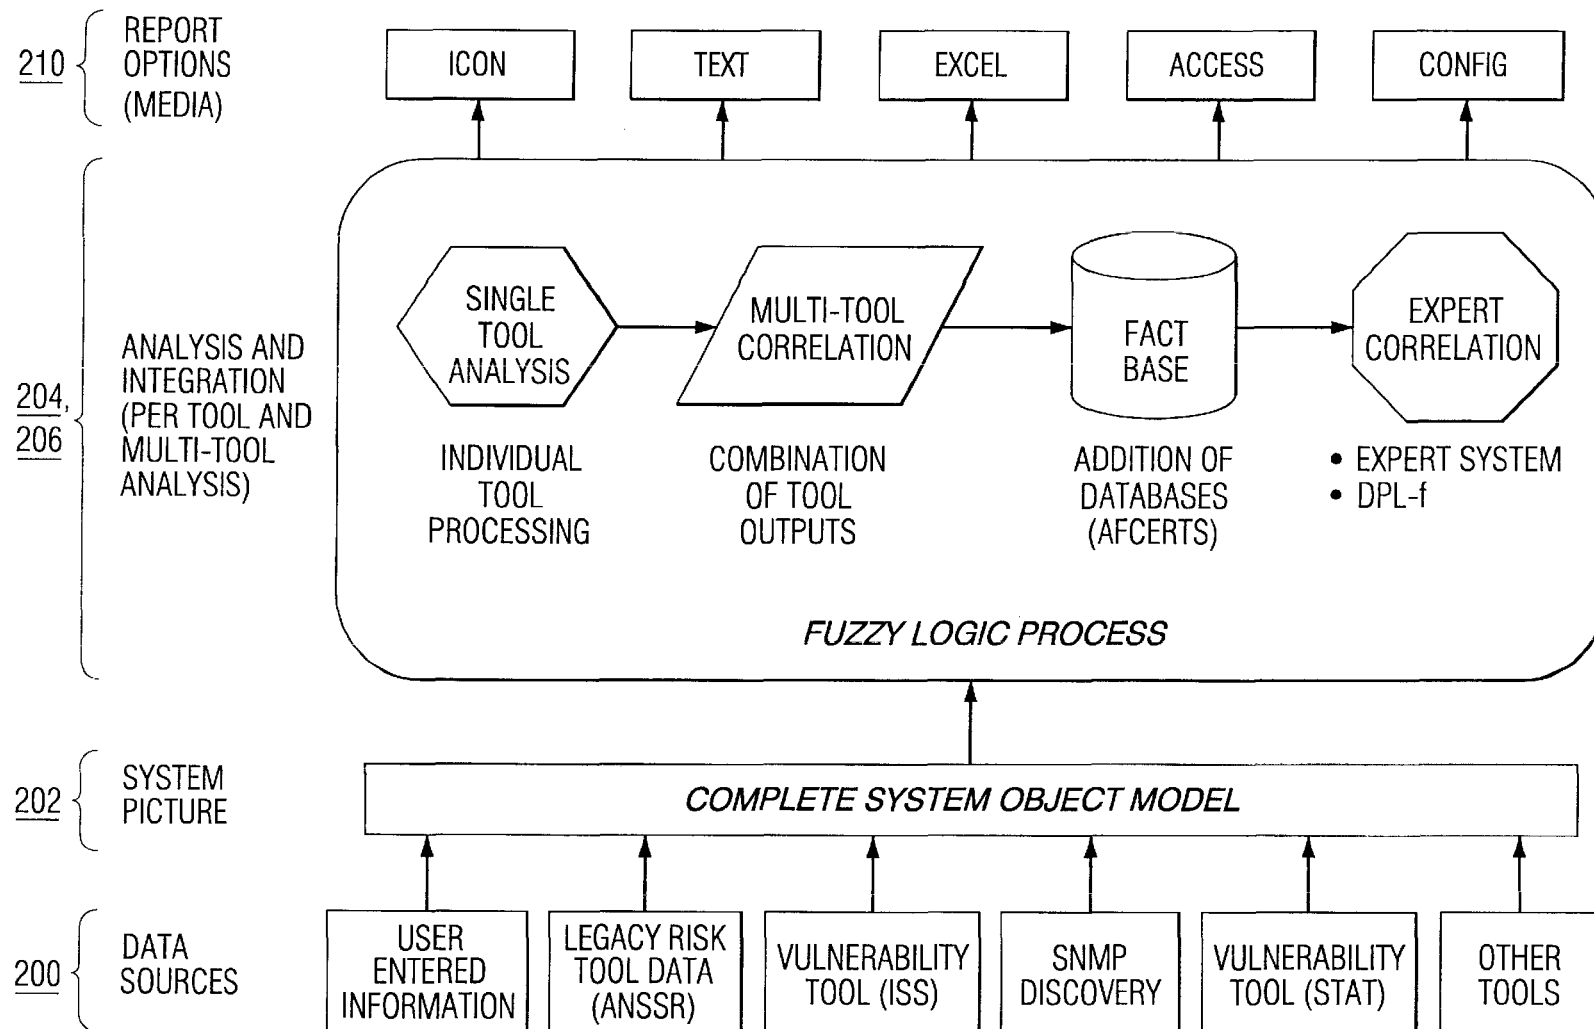 210
REPORT
OPTIONS
(MEDIA)
ICON
TEXT
EXCEL
ACCESS
CONFIG
204,
206
ANALYSIS AND
INTEGRATION
(PER TOOL AND
MULTI-TOOL
ANALYSIS)
SINGLE
TOOL
ANALYSIS
MULTI-TOOL
CORRELATION
FACT
BASE
EXPERT
CORRELATION
INDIVIDUAL
TOOL
PROCESSING
COMBINATION
OF TOOL
OUTPUTS
ADDITION OF
DATABASES
(AFCERTS)
• EXPERT SYSTEM
• DPL-f
FUZZY LOGIC PROCESS
202
SYSTEM
PICTURE
COMPLETE SYSTEM OBJECT MODEL
200
DATA
SOURCES
USER
ENTERED
INFORMATION
LEGACY RISK
TOOL DATA
(ANSSR)
VULNERABILITY
TOOL (ISS)
SNMP
DISCOVERY
VULNERABILITY
TOOL (STAT)
OTHER
TOOLS